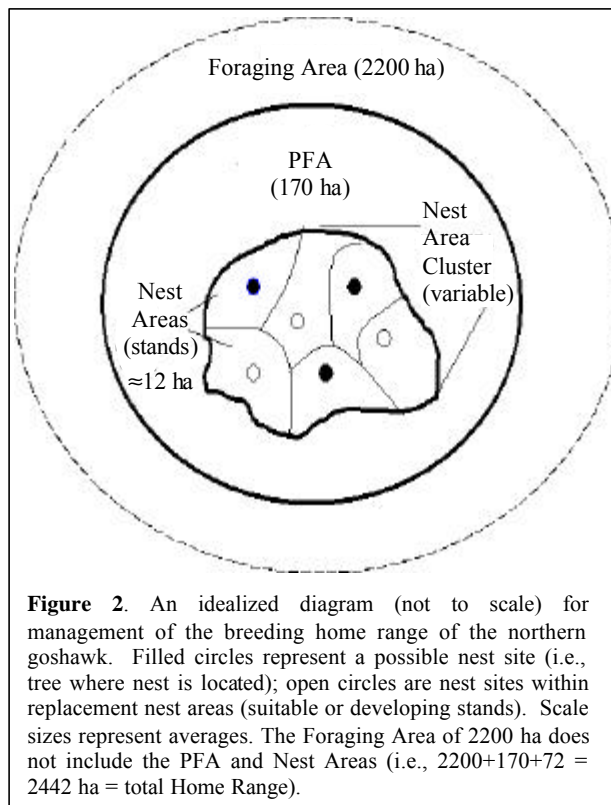 Foraging Area (2200 ha)
PFA
(170 ha)
Nest
Area
Cluster
(variable)
Nest
Areas
(stands)
≈12 ha
Figure 2. An idealized diagram (not to scale) for
management of the breeding home range of the northern
goshawk. Filled circles represent a possible nest site (i.e.,
tree where nest is located); open circles are nest sites within
replacement nest areas (suitable or developing stands). Scale
sizes represent averages. The Foraging Area of 2200 ha does
not include the PFA and Nest Areas (i.e., 2200+170+72 =
2442 ha = total Home Range).